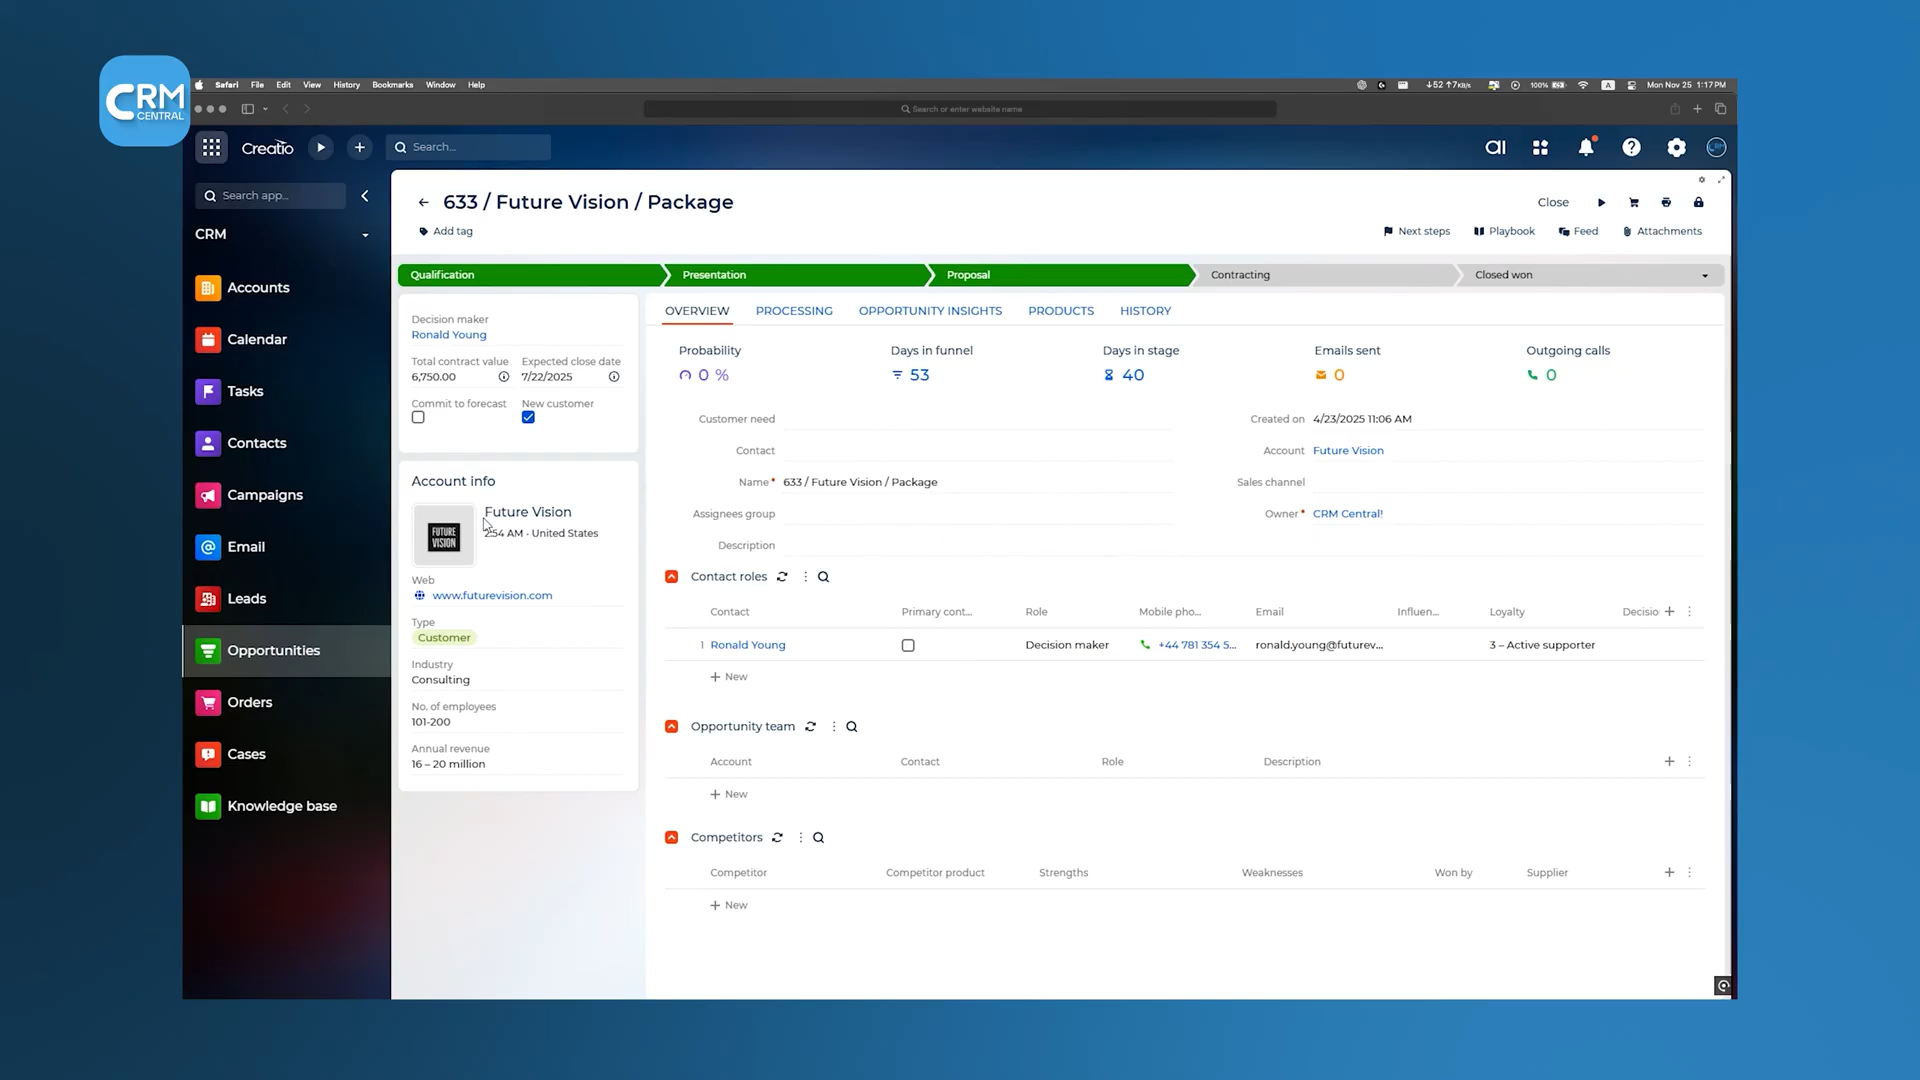 CRM
CENTRAL
Safari File Edit View History Bookmarks Window Help
↓52 ↑7 KB/s 100% A Mon Nov 25 1:17 PM
Search or enter website name
Creatio
Search...
aı
Search app...
CRM
Accounts
Calendar
Tasks
Contacts
Campaigns
Email
Leads
Opportunities
Orders
Cases
Knowledge base
633 / Future Vision / Package
Close
Add tag
Next steps Playbook Feed Attachments
Qualification Presentation Proposal Contracting Closed won
Decision maker
Ronald Young
Total contract value Expected close date
6,750.00 7/22/2025
Commit to forecast New customer
Account info
FUTURE
VISION
Future Vision
2:54 AM · United States
Web
www.futurevision.com
Type
Customer
Industry
Consulting
No. of employees
101-200
Annual revenue
16 – 20 million
OVERVIEW PROCESSING OPPORTUNITY INSIGHTS PRODUCTS HISTORY
Probability Days in funnel Days in stage Emails sent Outgoing calls
0 % 53 40 0 0
Customer need Created on 4/23/2025 11:06 AM
Contact Account Future Vision
Name* 633 / Future Vision / Package Sales channel
Assignees group Owner* CRM Central!
Description
Contact roles
Contact Primary cont... Role Mobile pho... Email Influen... Loyalty Decisio
1 Ronald Young Decision maker +44 781 354 5... ronald.young@futurev... 3 – Active supporter
+ New
Opportunity team
Account Contact Role Description
+ New
Competitors
Competitor Competitor product Strengths Weaknesses Won by Supplier
+ New